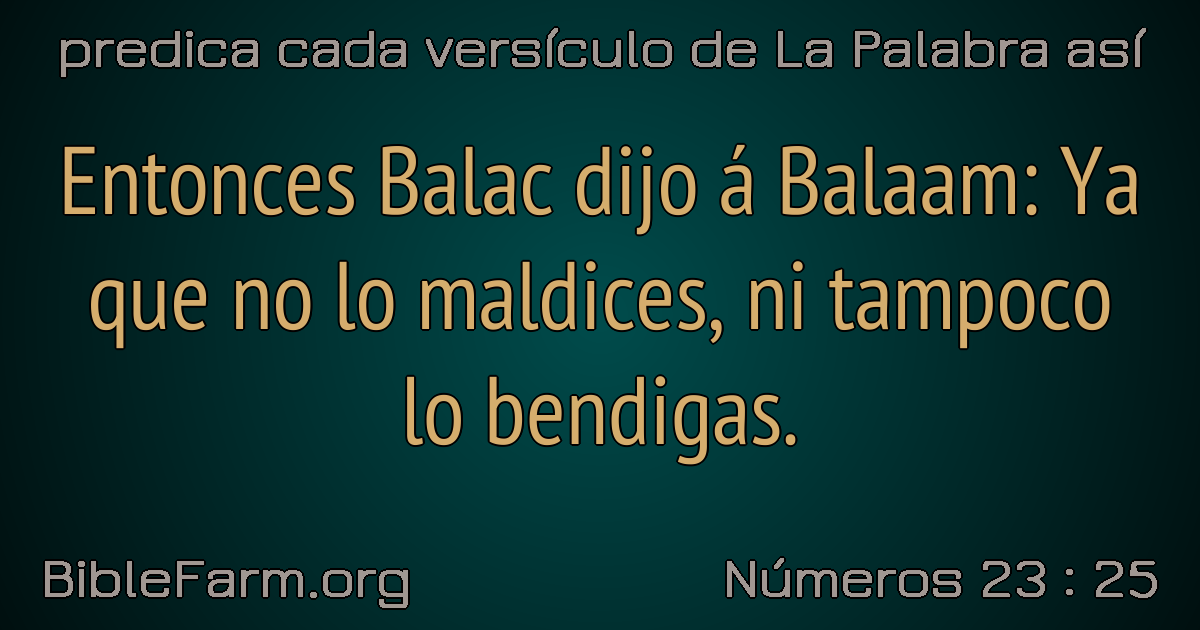 predica cada versículo de La Palabra así
Entonces Balac dijo á Balaam: Ya
que no lo maldices, ni tampoco
lo bendigas.
BibleFarm.org
Números 23 : 25